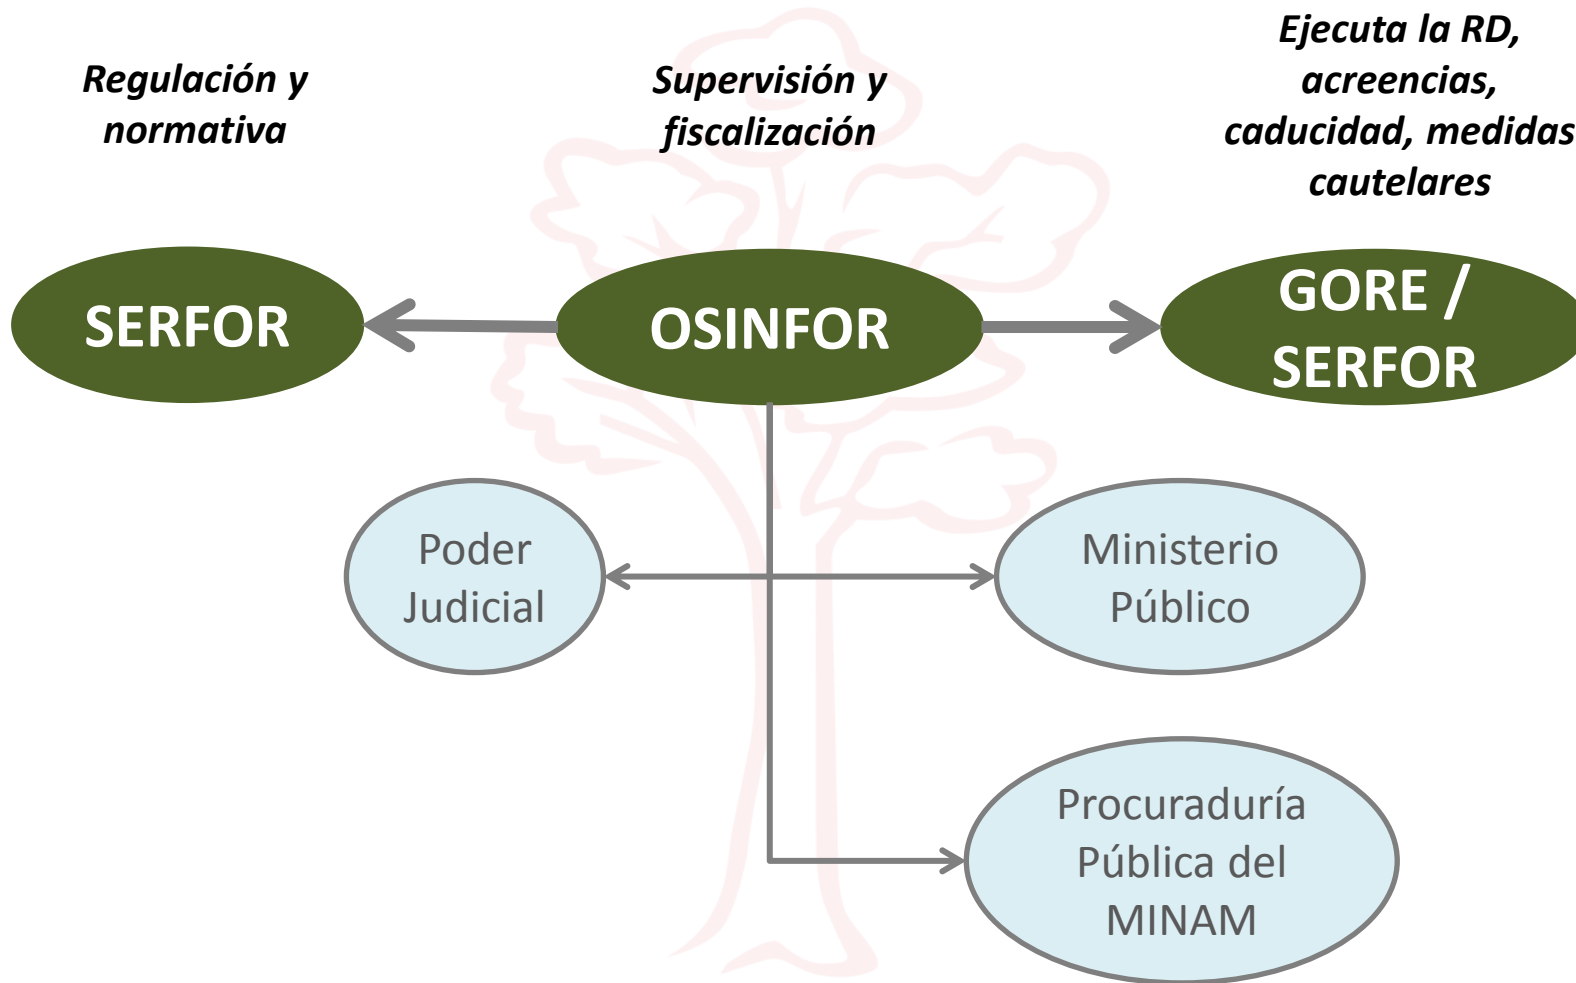 Regulación y
normativa
Supervisión y
fiscalización
Ejecuta la RD,
acreencias,
caducidad, medidas
cautelares
SERFOR
OSINFOR
GORE /
SERFOR
Poder
Judicial
Ministerio
Público
Procuraduría
Pública del
MINAM